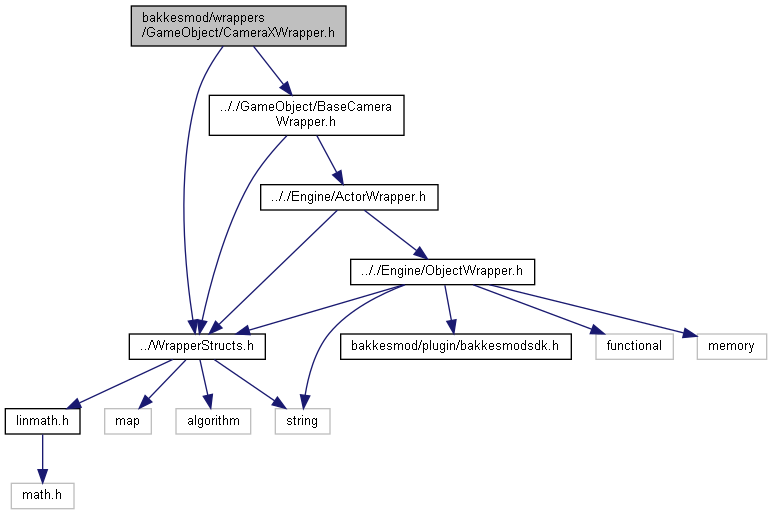 bakkesmod/wrappers
/GameObject/CameraXWrapper.h
.././GameObject/BaseCamera
Wrapper.h
.././Engine/ActorWrapper.h
.././Engine/ObjectWrapper.h
../WrapperStructs.h
bakkesmod/plugin/bakkesmodsdk.h
functional
memory
linmath.h
map
algorithm
string
math.h